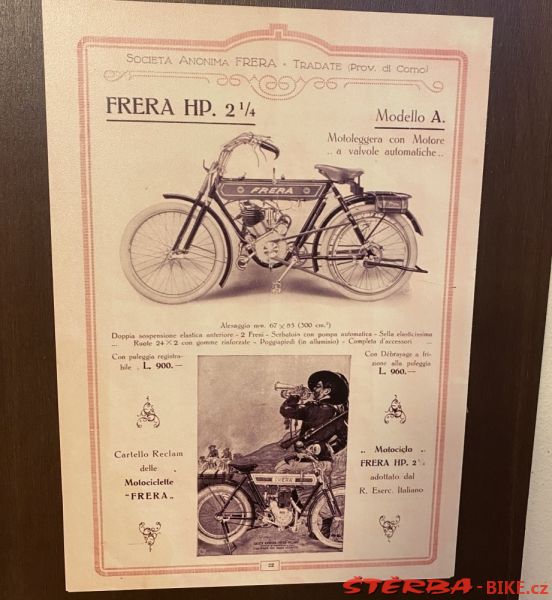 SOCIETA ANONIMA FRERA - TRADATE (Prov. di Como)
FRERA HP. 2 1/4
Modello A.
Motoleggera con Motore
.. a valvole automatiche ..
FRERA
Alesaggio m/m. 67 × 85 (300 cm.³)
Doppia sospensione elastica anteriore - 2 Freni - Serbatoio con pompa automatica - Sella elasticissima
... Ruote 24 × 2 con gomme rinforzate - Poggiapiedi (in alluminio) - Completa d'accessori ...
Con puleggia registra-
bile . L. 900.—
Con Débrayage a fri-
zione alla puleggia
L. 960.—
Cartello Reclam
delle
Motociclette
"FRERA„
.. Motociclo ..
FRERA HP. 2 1/4
adottato dal
R. Eserc. Italiano
FRERA
22
ŠTĚRBA-BIKE.cz